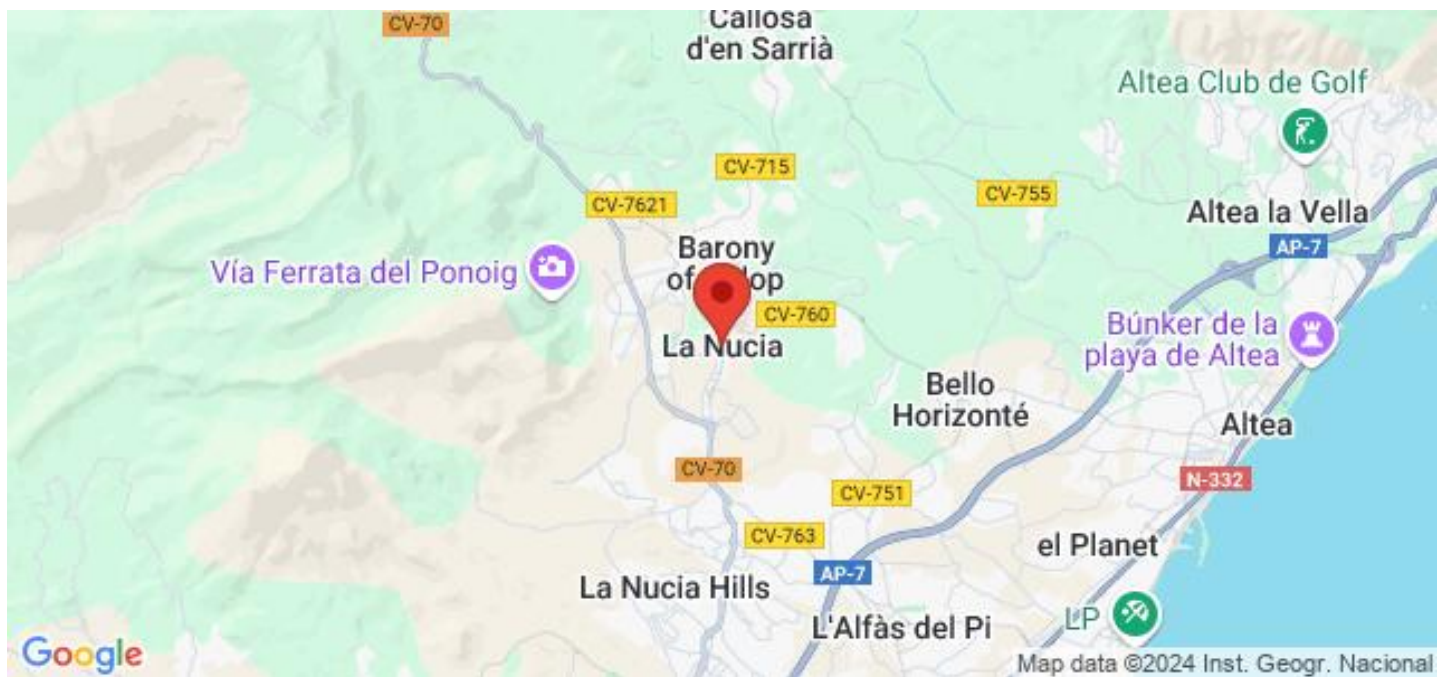 CV-70
Callosa
d'en Sarrià
Altea Club de Golf
CV-715
CV-755
CV-7621
Altea la Vella
AP-7
Barony
of
Vía Ferrata del Ponoig
CV-760
Búnker de la
playa de Altea
La Nucia
Bello
Horizonté
Altea
CV-70
N-332
CV-751
CV-763
el Planet
AP-7
La Nucia Hills
L'Alfàs del Pi
LP
Google
Map data ©2024 Inst. Geogr. Nacional